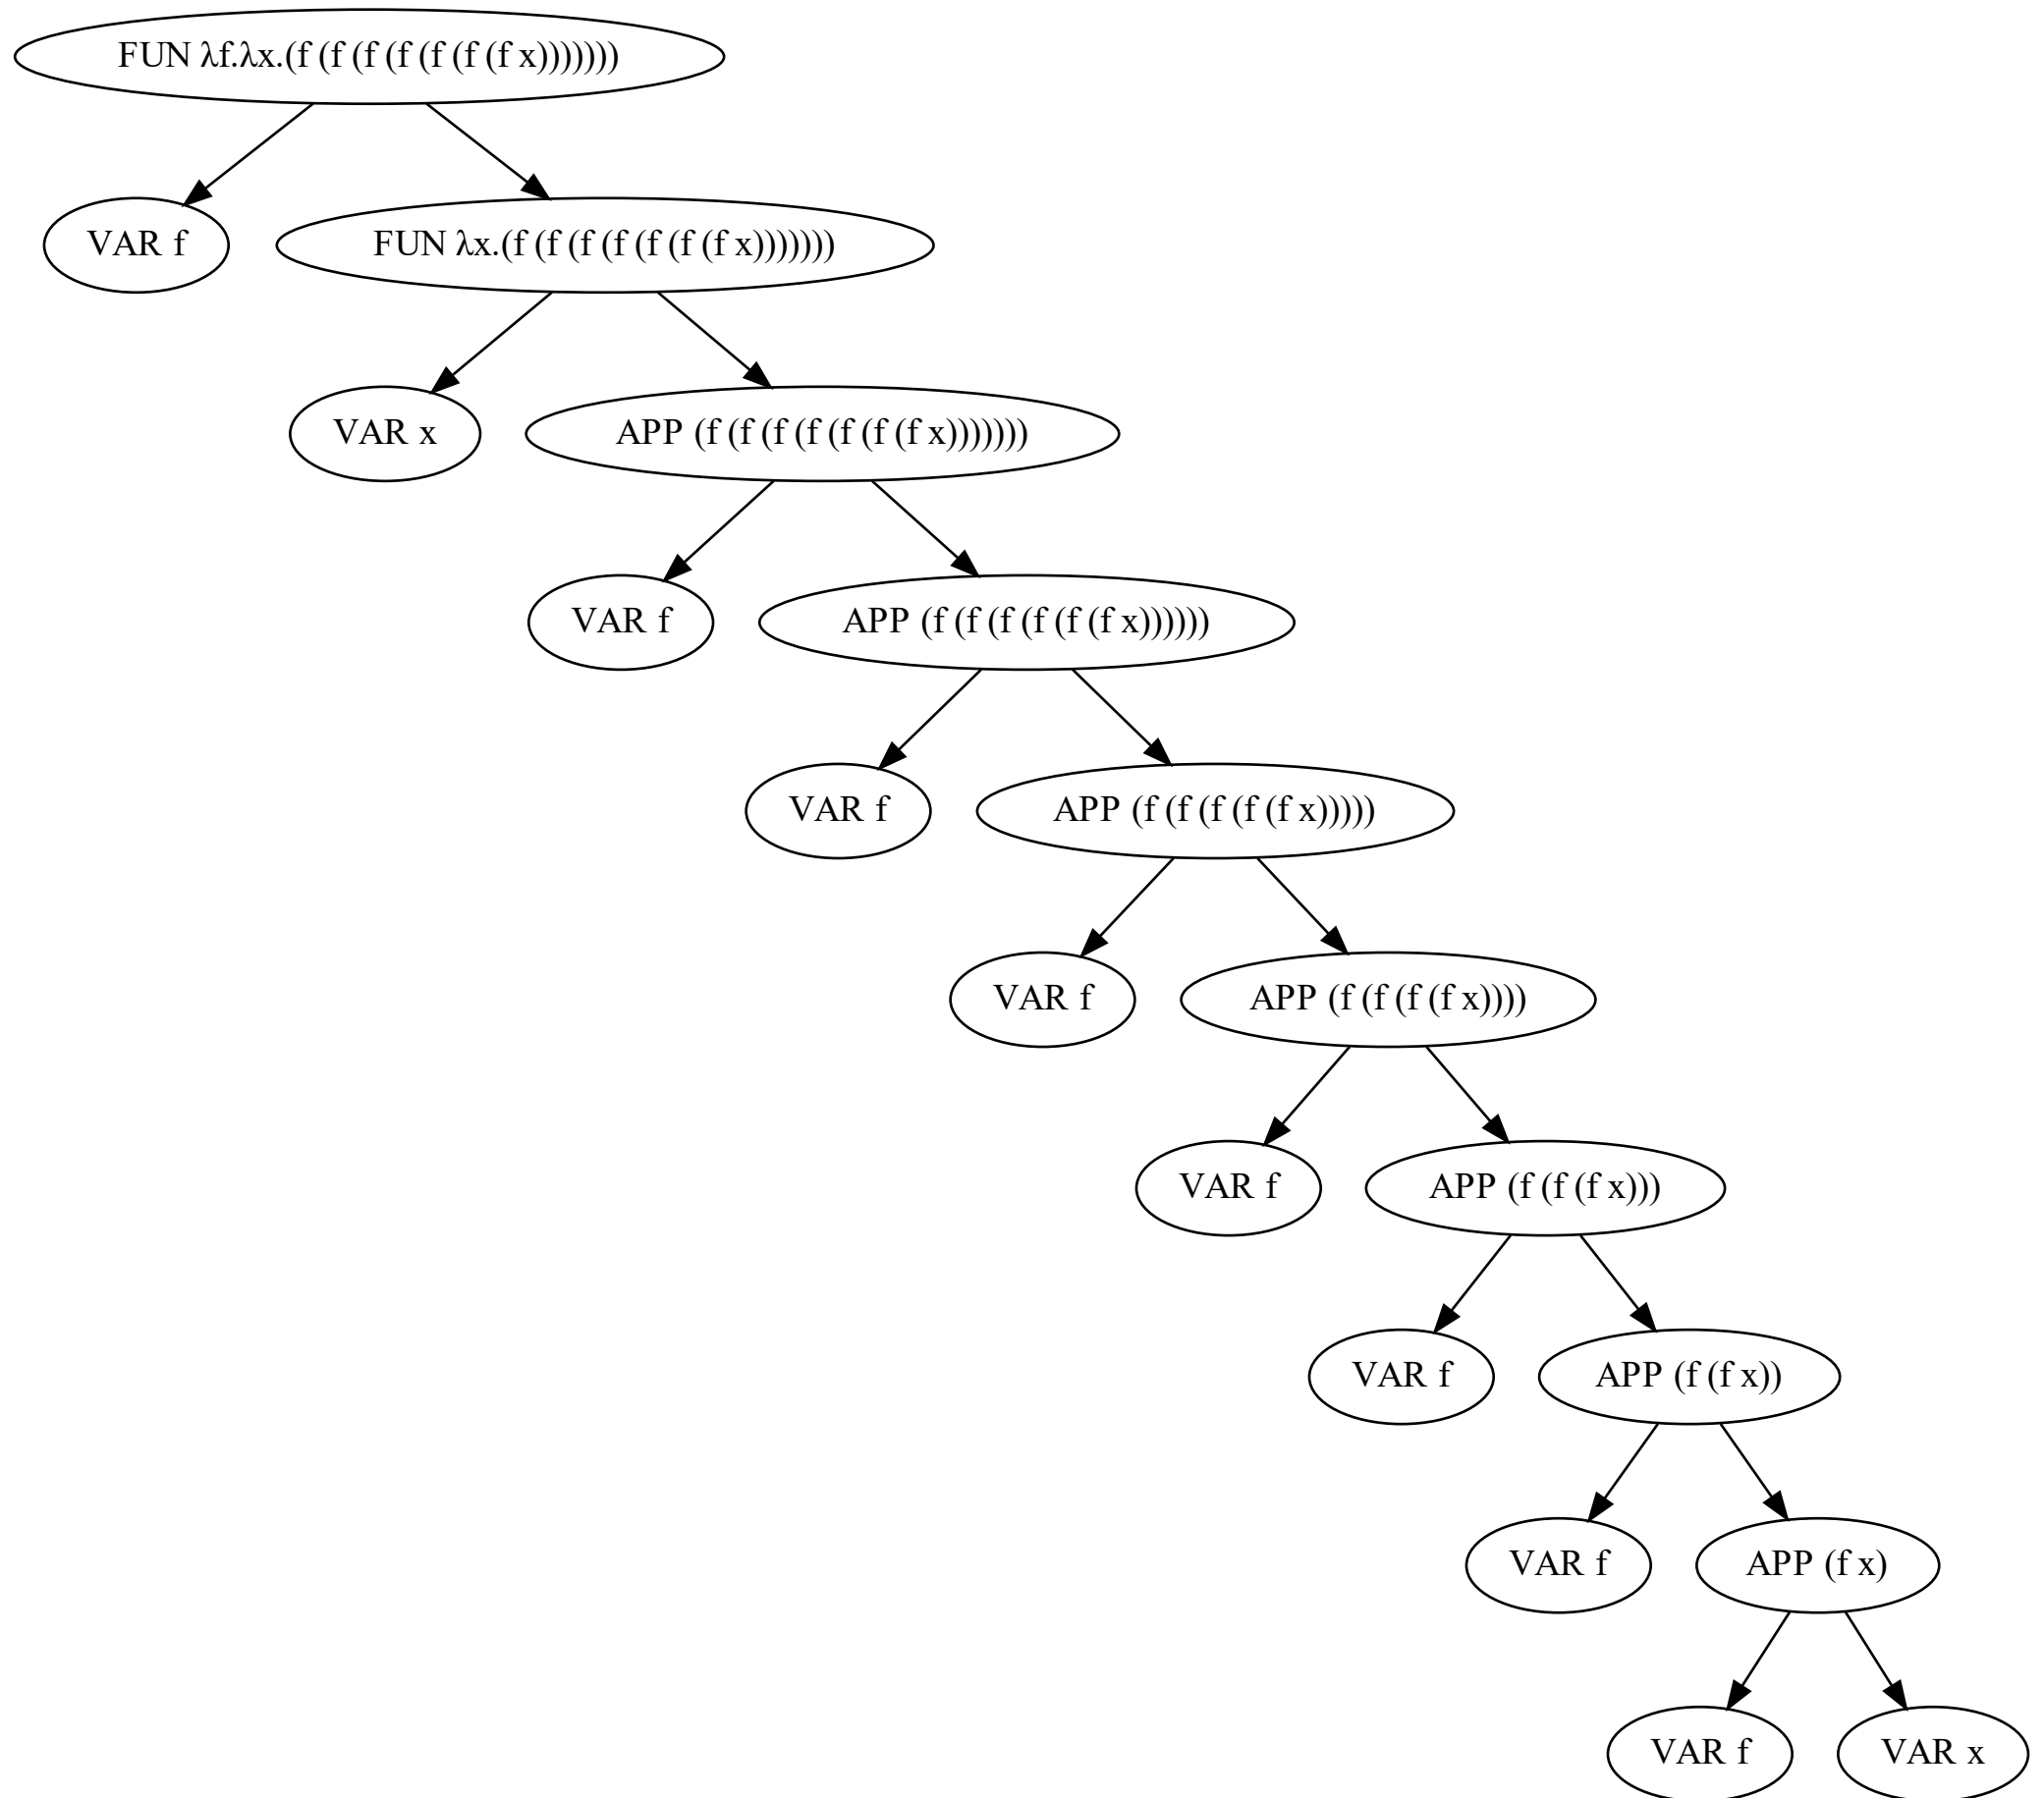 FUN λf.λx.(f (f (f (f (f (f (f x)))))))
VAR f
FUN λx.(f (f (f (f (f (f (f x)))))))
VAR x
APP (f (f (f (f (f (f (f x)))))))
VAR f
APP (f (f (f (f (f (f x))))))
VAR f
APP (f (f (f (f (f x)))))
VAR f
APP (f (f (f (f x))))
VAR f
APP (f (f (f x)))
VAR f
APP (f (f x))
VAR f
APP (f x)
VAR f
VAR x